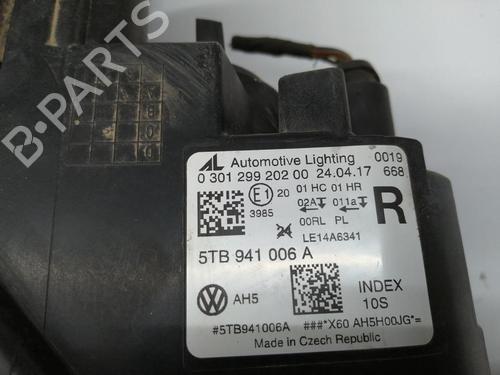 B-PARTS
AL Automotive Lighting 0019
0 301 299 202 00 24.04.17 668
E1 20 01 HC 01 HR
02A 011a
3985 00RL PL R
24 LE14A6341
5TB 941 006 A
AH5 INDEX
10S
#5TB941006A ###*X60 AH5H00JG*=
Made in Czech Republic